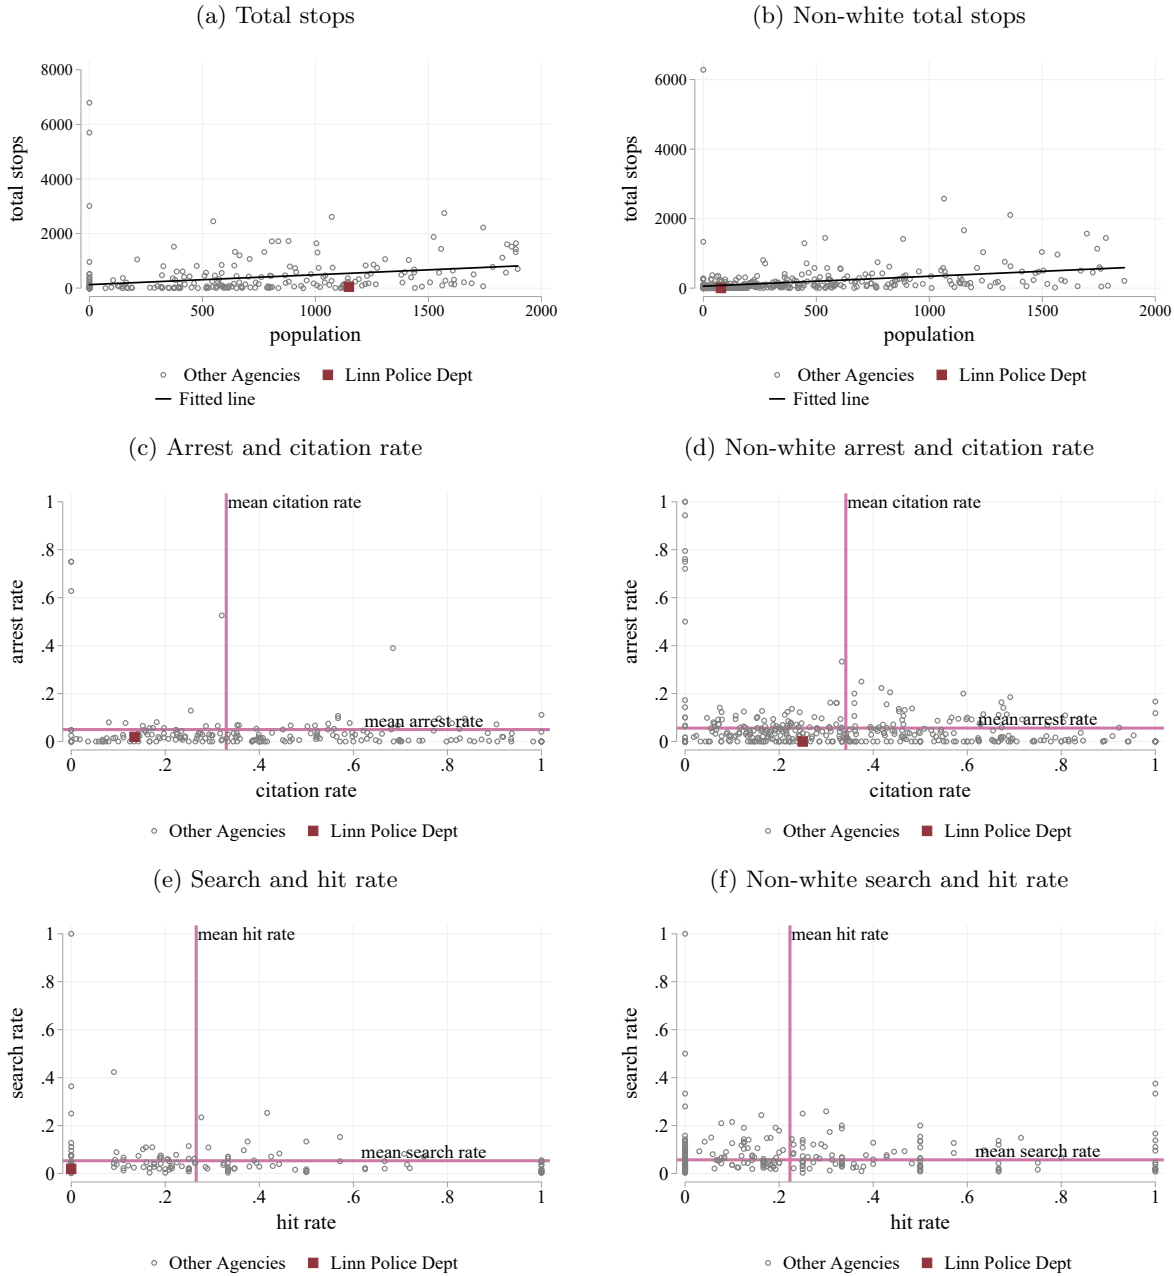 (a) Total stops
(b) Non-white total stops
8000
6000
4000
2000
0
total stops
0
500
1000
1500
2000
population
Other Agencies
Linn Police Dept
Fitted line
6000
4000
2000
0
total stops
0
500
1000
1500
2000
population
Other Agencies
Linn Police Dept
Fitted line
(c) Arrest and citation rate
(d) Non-white arrest and citation rate
1
.8
.6
.4
.2
0
arrest rate
mean citation rate
mean arrest rate
0
.2
.4
.6
.8
1
citation rate
Other Agencies
Linn Police Dept
1
.8
.6
.4
.2
0
arrest rate
mean citation rate
mean arrest rate
0
.2
.4
.6
.8
1
citation rate
Other Agencies
Linn Police Dept
(e) Search and hit rate
(f) Non-white search and hit rate
1
.8
.6
.4
.2
0
search rate
mean hit rate
mean search rate
0
.2
.4
.6
.8
1
hit rate
Other Agencies
Linn Police Dept
1
.8
.6
.4
.2
0
search rate
mean hit rate
mean search rate
0
.2
.4
.6
.8
1
hit rate
Other Agencies
Linn Police Dept